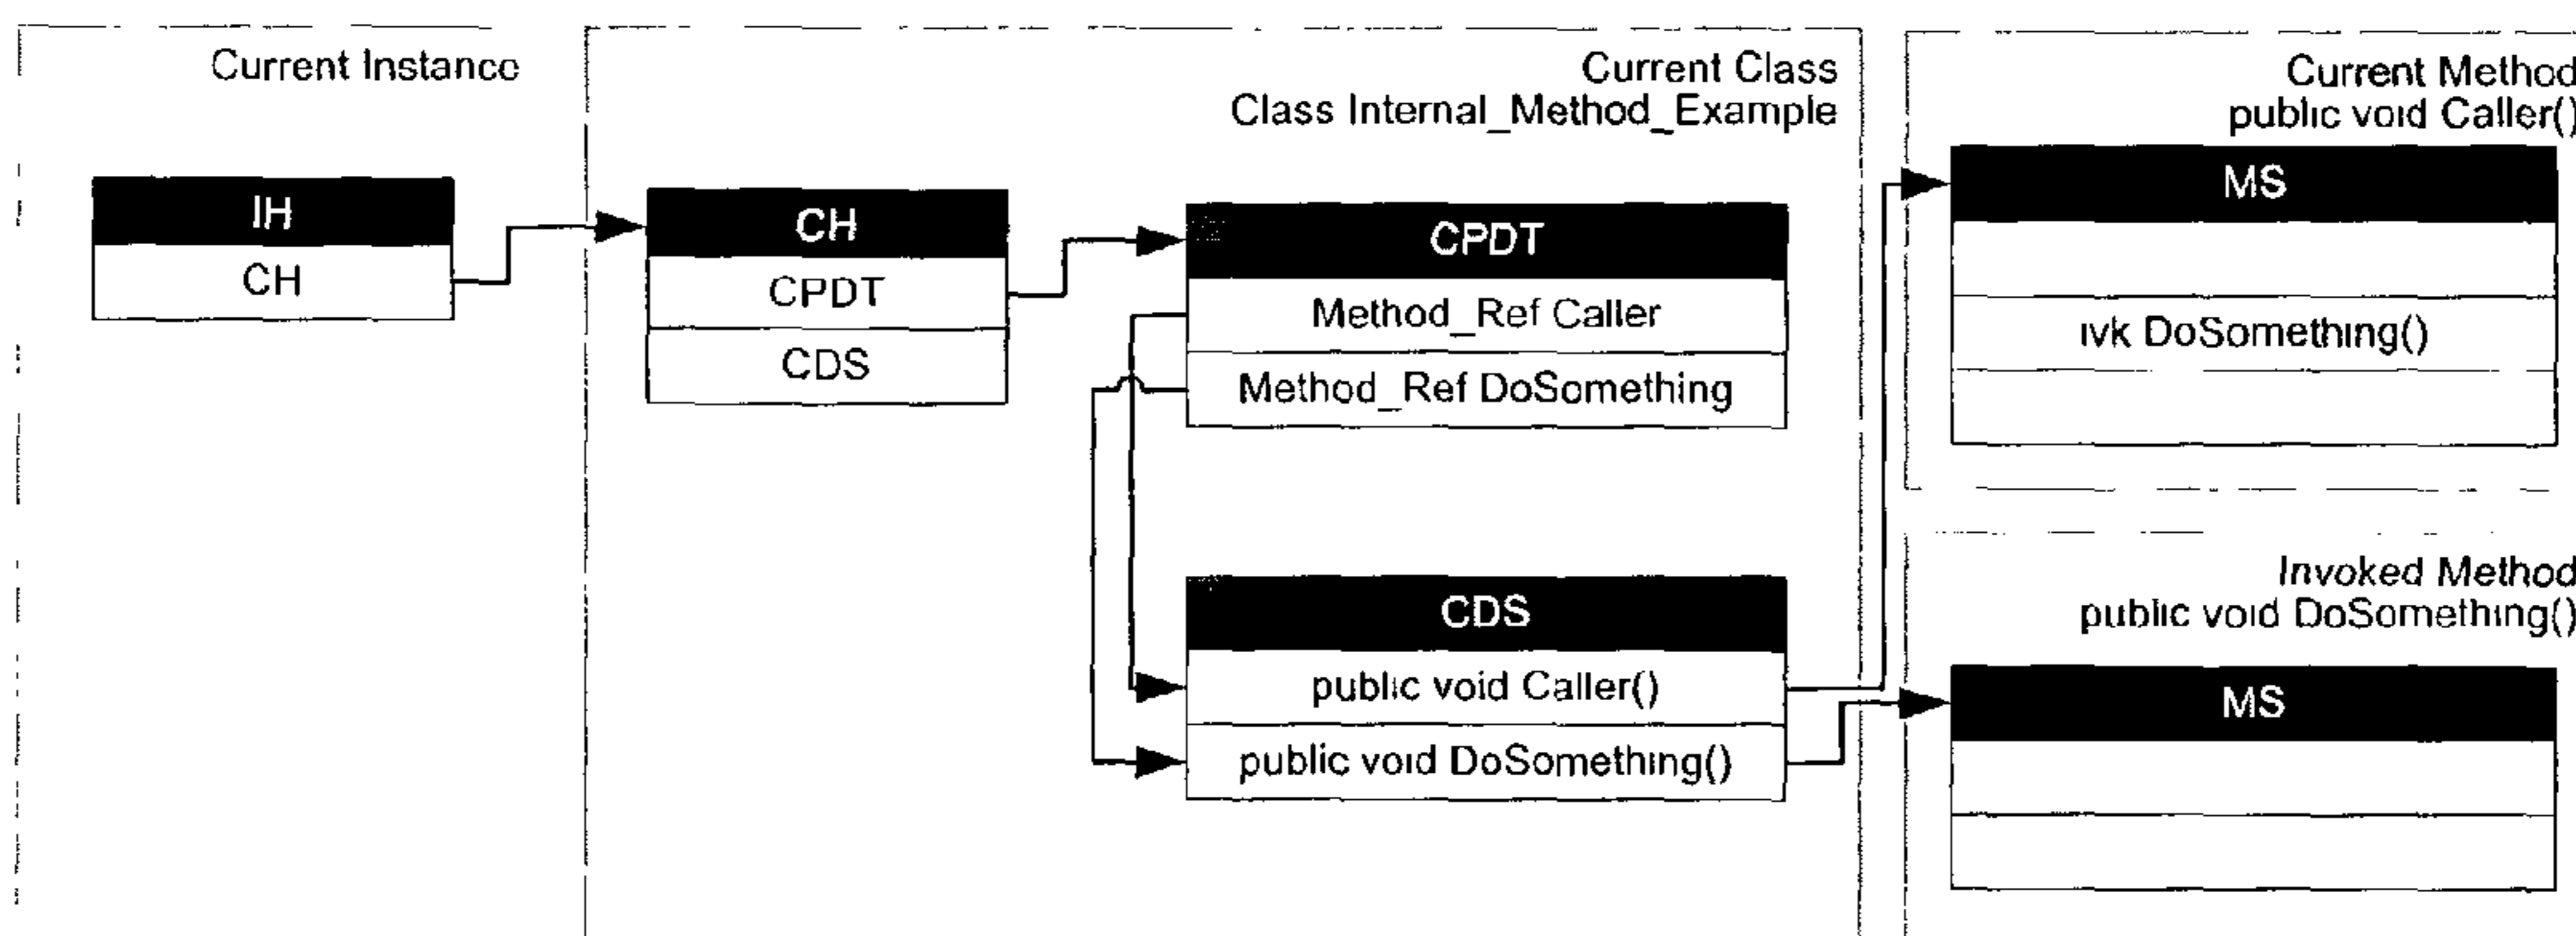 Current Instance
IH
CH
Current Class
Class Internal_Method_Example
CH
CPDT
CDS
CPDT
Method_Ref Caller
Method_Ref DoSomething
CDS
public void Caller()
public void DoSomething()
Current Method
public void Caller()
MS
ivk DoSomething()
Invoked Method
public void DoSomething()
MS